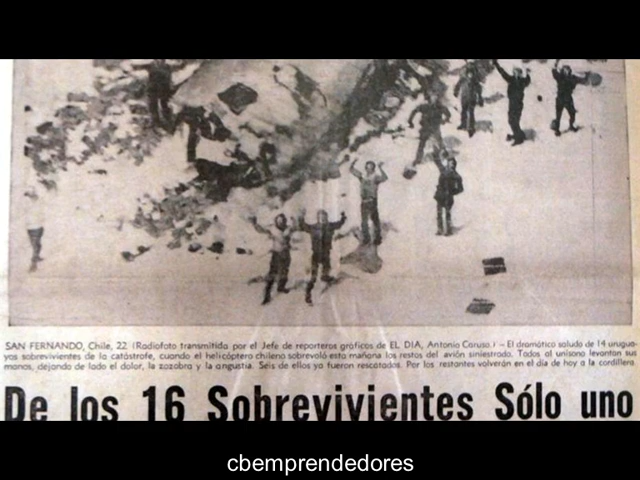 SAN FERNANDO, Chile, 22. (Radiofoto transmitida por el Jefe de reporteros gráficos de EL DIA, Antonio Caruso.) — El dramático saludo de 14 urugua-
yos sobrevivientes de la catástrofe, cuando el helicóptero chileno sobrevoló esta mañana los restos del avión siniestrado. Todos al unísono levantan sus
manos, dejando de lado el dolor, la zozobra y la angustia. Seis de ellos ya fueron rescatados. Por los restantes volverán en el día de hoy a la cordillera.
De los 16 Sobrevivientes Sólo uno
cbemprendedores